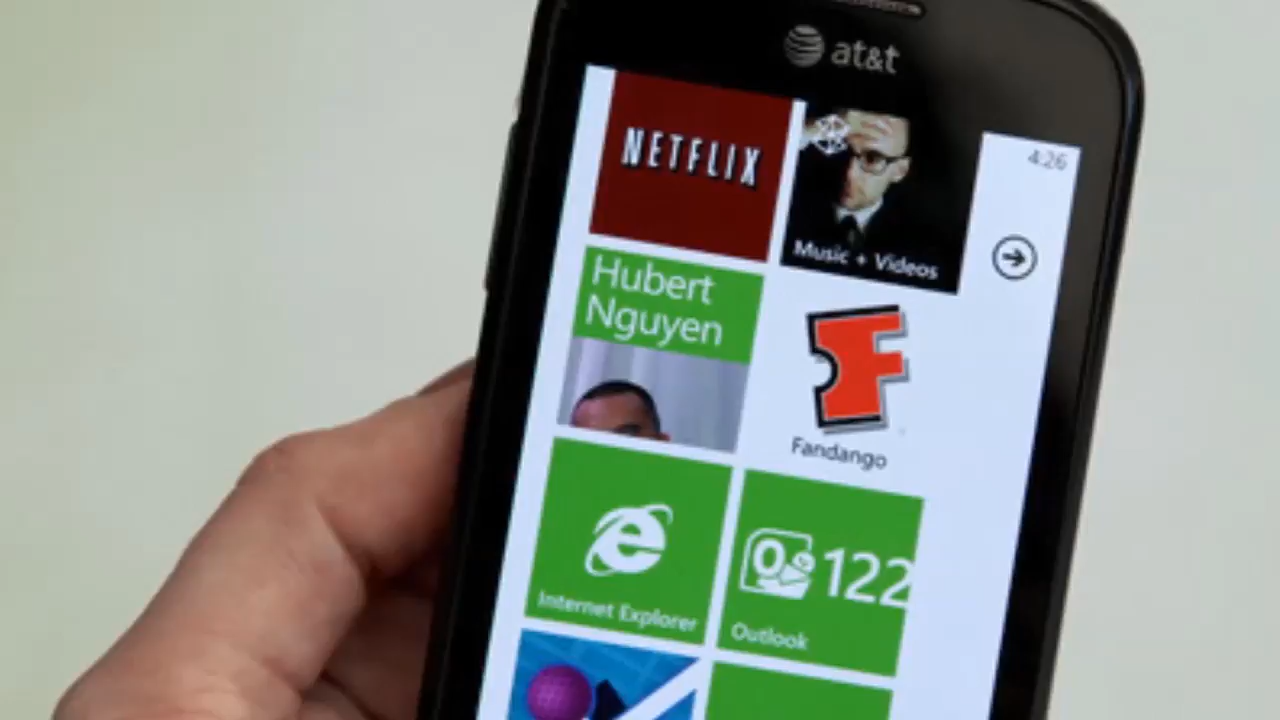 at&t
NETFLIX
Music + Videos
4:26
Hubert
Nguyen
Fandango
Internet Explorer
122
Outlook